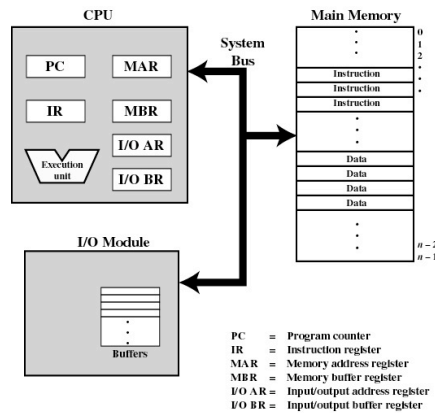 CPU
PC
MAR
IR
MBR
Execution
unit
I/O AR
I/O BR
System
Bus
Main Memory
0
1
2
Instruction
Instruction
Instruction
Data
Data
Data
Data
n - 2
n - 1
I/O Module
Buffers
PC = Program counter
IR = Instruction register
MAR = Memory address register
MBR = Memory buffer register
I/O AR = Input/output address register
I/O BR = Input/output buffer register